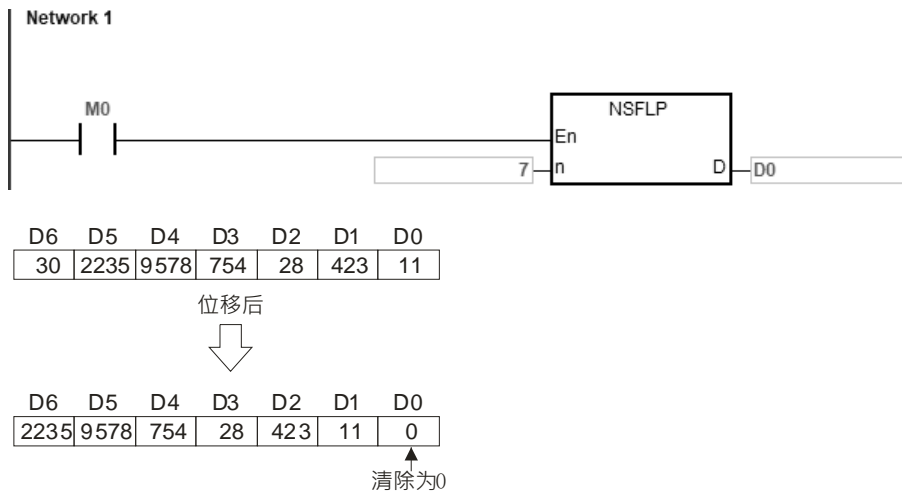 Network 1
M0
NSFLP
En
7 n D D0
D6 D5 D4 D3 D2 D1 D0
30 2235 9578 754 28 423 11
位移后
D6 D5 D4 D3 D2 D1 D0
2235 9578 754 28 423 11 0
清除为0